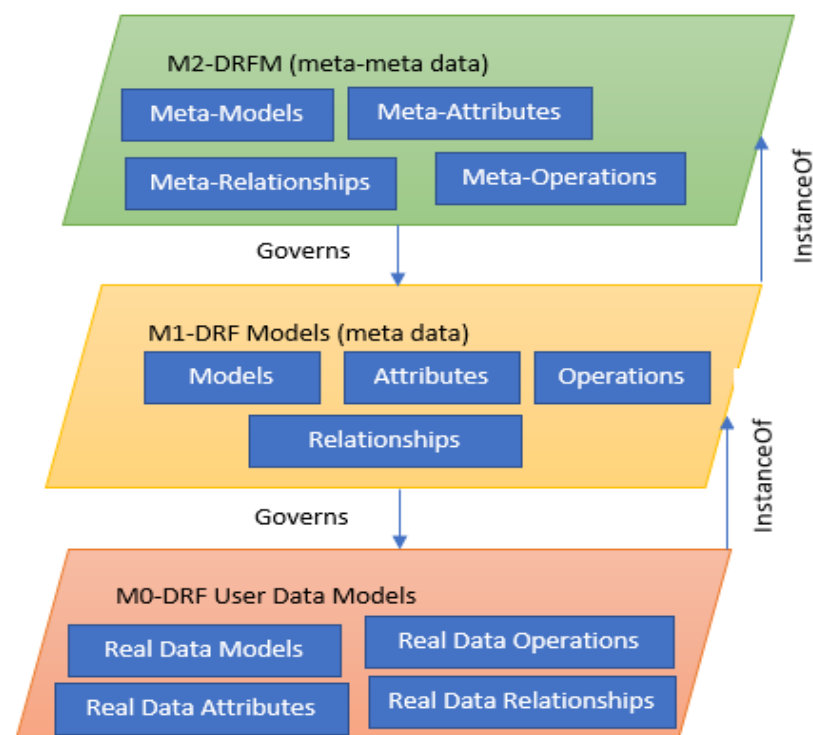 M2-DRFM (meta-meta data)
Meta-Models
Meta-Attributes
Meta-Relationships
Meta-Operations
InstanceOf
Governs
M1-DRF Models (meta data)
Models
Attributes
Operations
Relationships
InstanceOf
Governs
M0-DRF User Data Models
Real Data Models
Real Data Operations
Real Data Attributes
Real Data Relationships